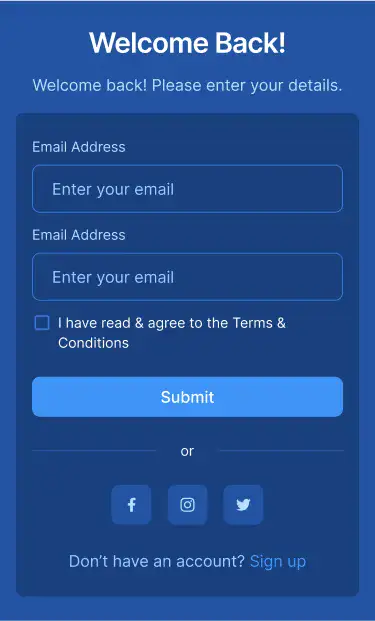 Welcome Back!
Welcome back! Please enter your details.
Email Address
Enter your email
Email Address
Enter your email
I have read & agree to the Terms &
Conditions
Submit
or
Don’t have an account? Sign up